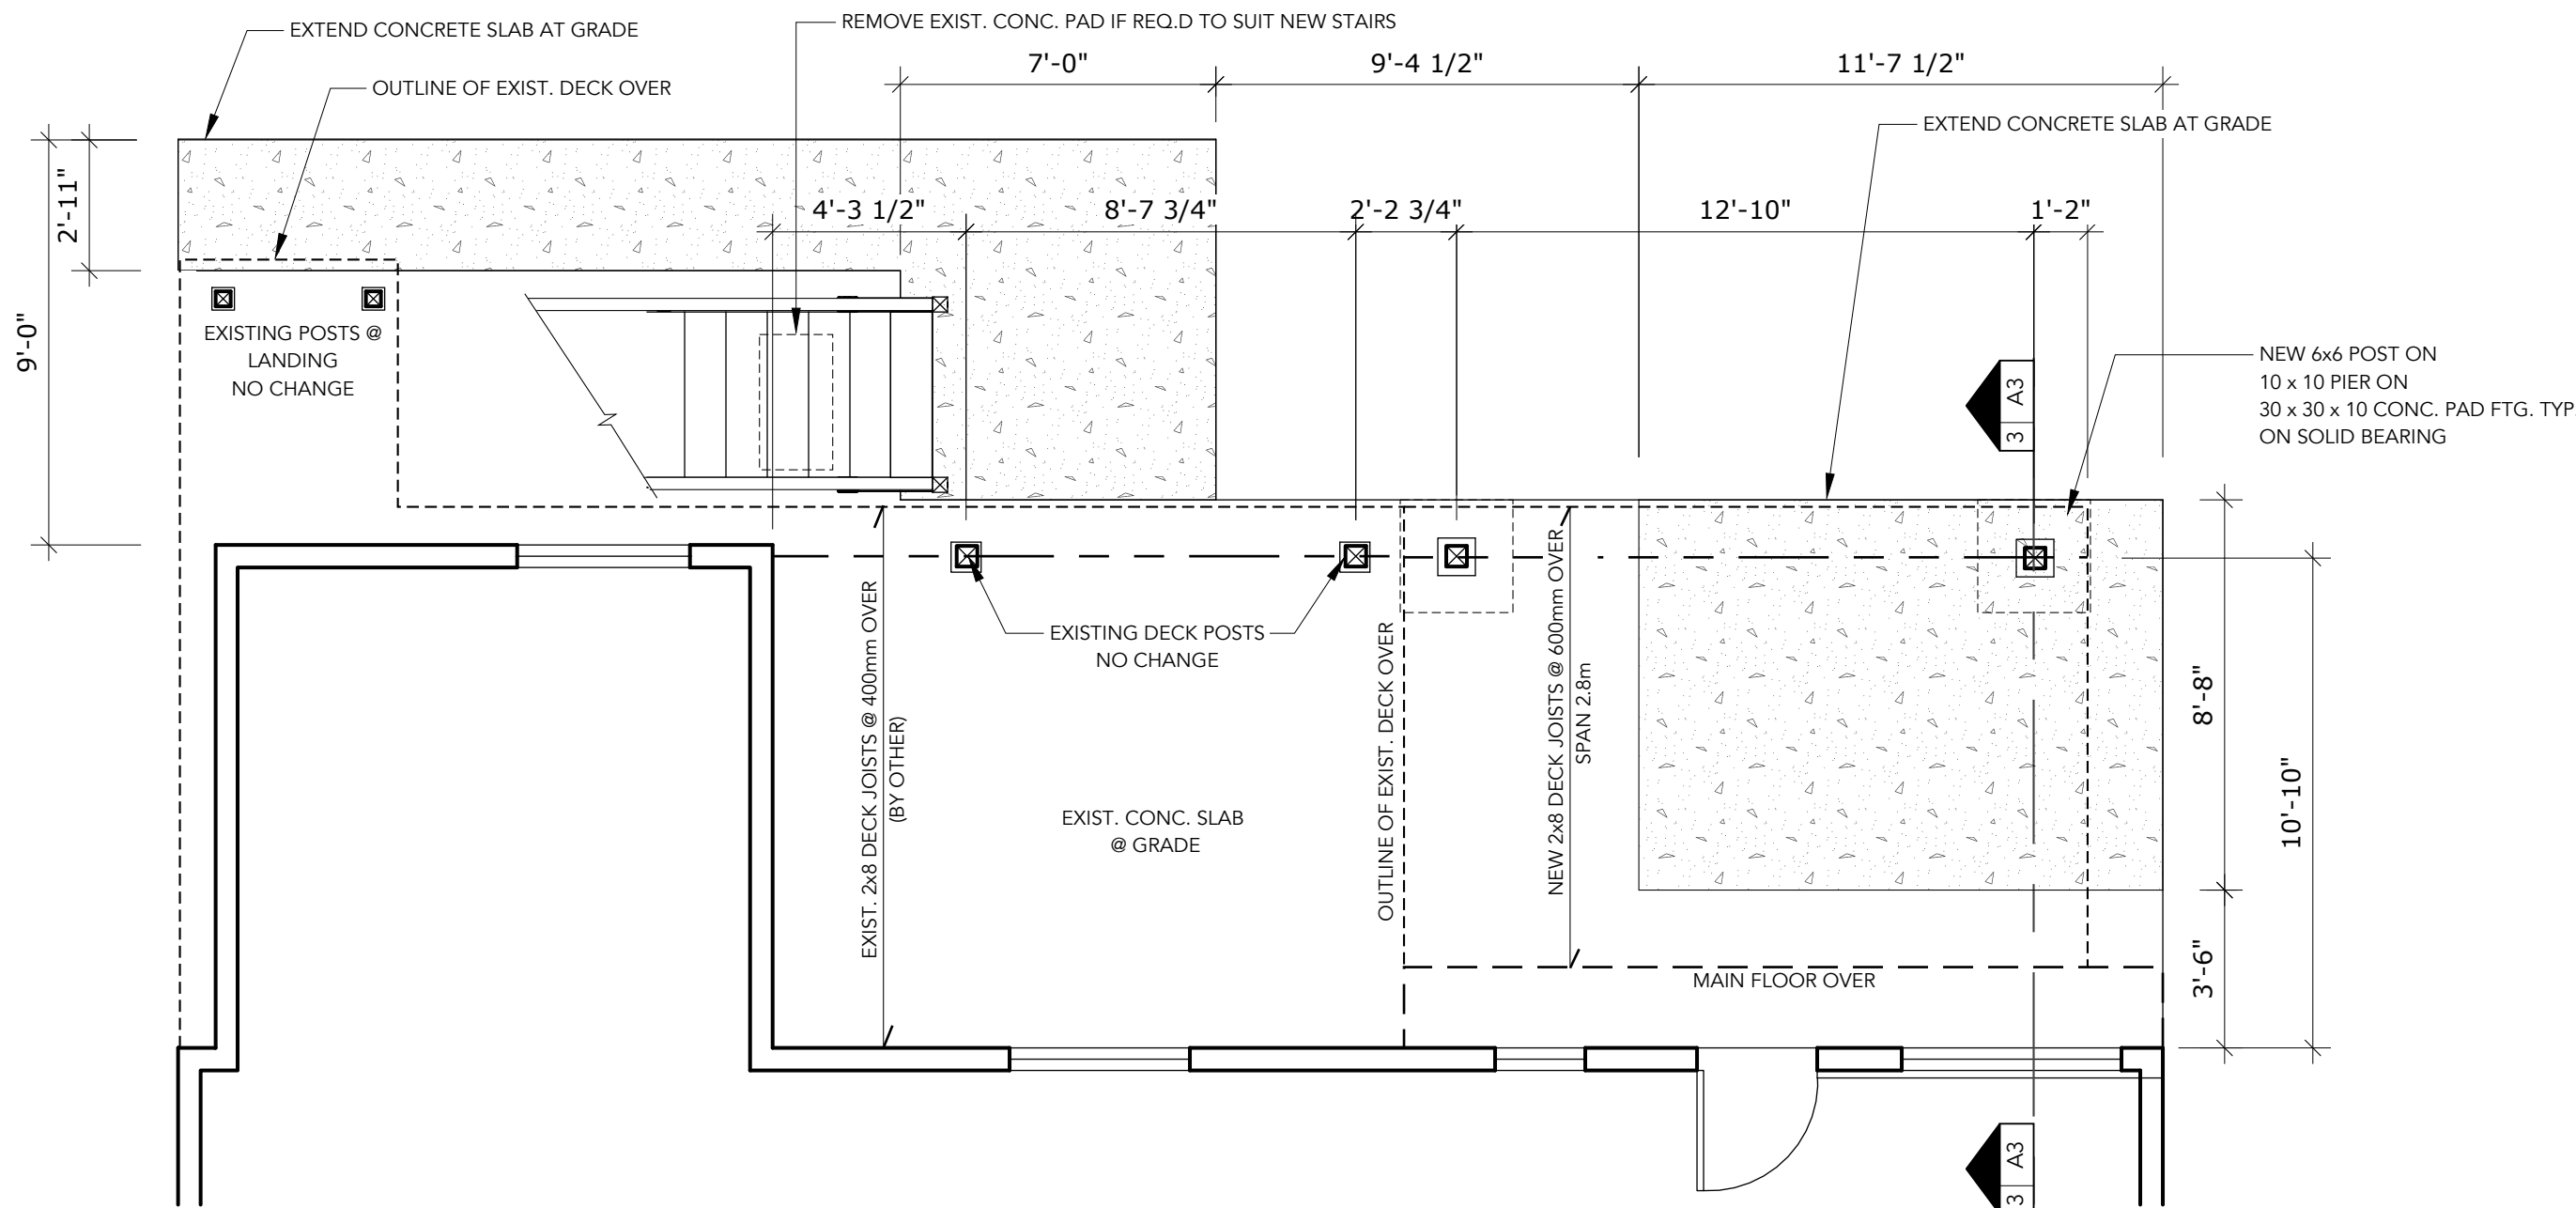 REMOVE EXIST. CONC. PAD IF REQ.D TO SUIT NEW STAIRS
EXTEND CONCRETE SLAB AT GRADE
7'-0"
9'-4 1/2"
11'-7 1/2"
OUTLINE OF EXIST. DECK OVER
EXTEND CONCRETE SLAB AT GRADE
2'-11"
9'-0"
4'-3 1/2"
8'-7 3/4"
2'-2 3/4"
12'-10"
1'-2"
EXISTING POSTS @
LANDING
NO CHANGE
A3
3
NEW 6x6 POST ON
10 x 10 PIER ON
30 x 30 x 10 CONC. PAD FTG. TYP
ON SOLID BEARING
EXISTING DECK POSTS
NO CHANGE
EXIST. 2x8 DECK JOISTS @ 400mm OVER
(BY OTHER)
OUTLINE OF EXIST. DECK OVER
NEW 2x8 DECK JOISTS @ 600mm OVER
SPAN 2.8m
8'-8"
10'-10"
3'-6"
EXIST. CONC. SLAB
@ GRADE
MAIN FLOOR OVER
A3
3